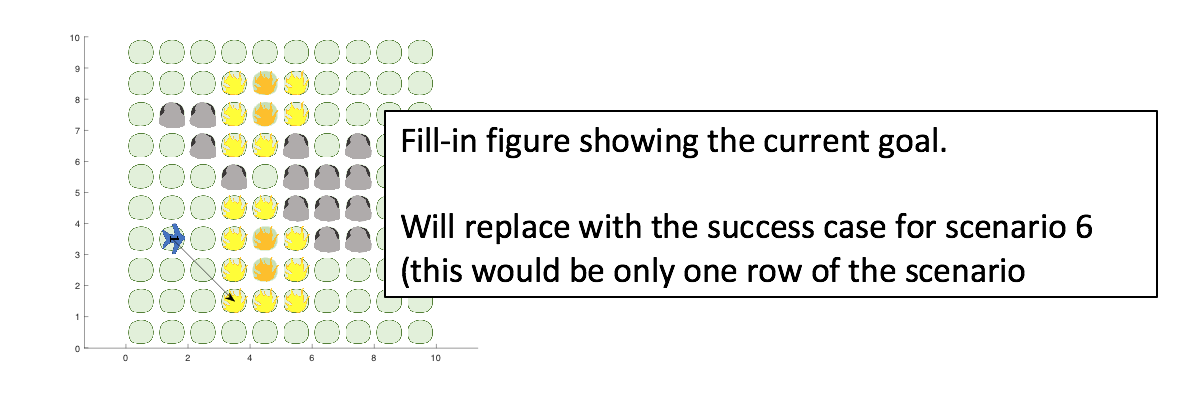 10
9
8
7
6
5
4
3
2
1
0
0 2 4 6 8 10
Fill-in figure showing the current goal.
Will replace with the success case for scenario 6
(this would be only one row of the scenario